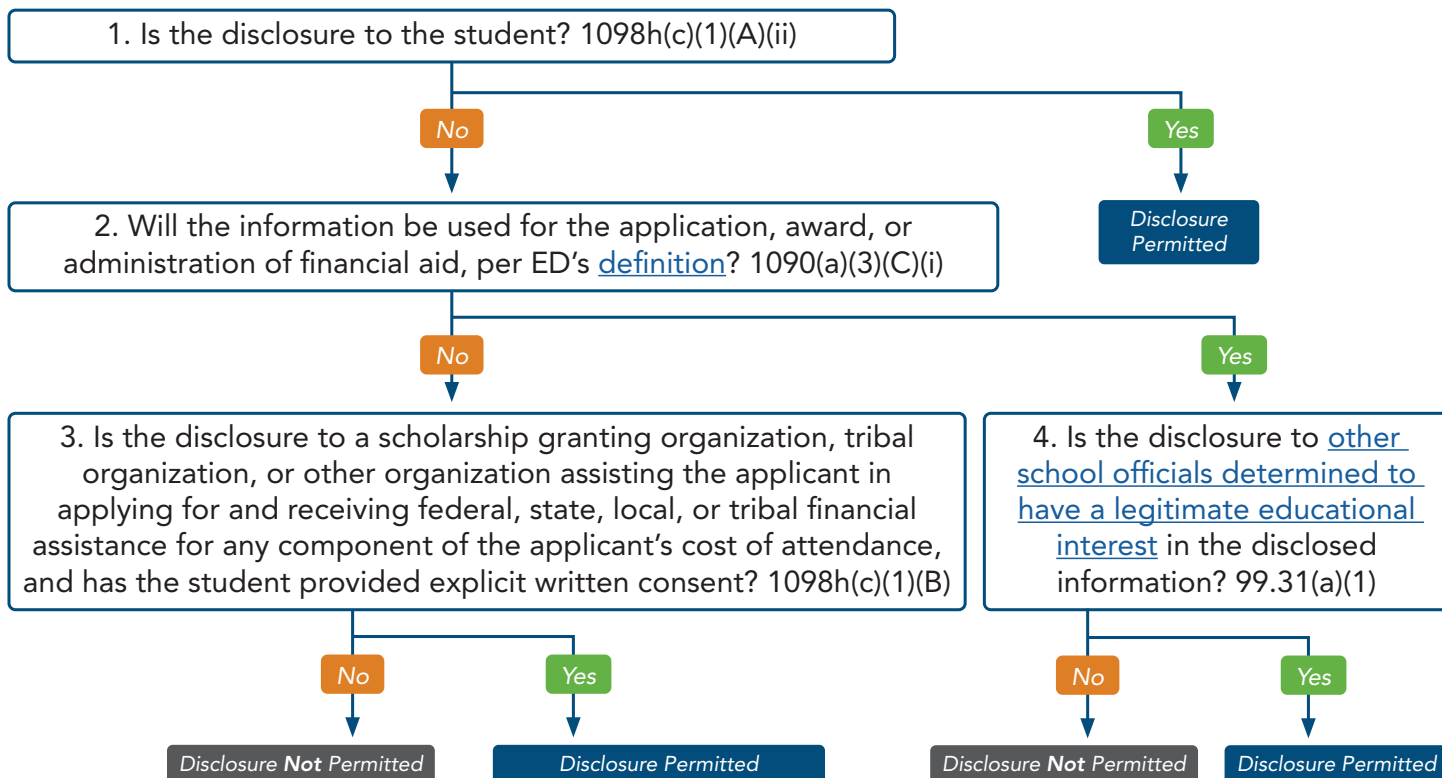 1. Is the disclosure to the student? 1098h(c)(1)(A)(ii)
No
Yes
Disclosure
Permitted
2. Will the information be used for the application, award, or
administration of financial aid, per ED’s definition? 1090(a)(3)(C)(i)
No
Yes
3. Is the disclosure to a scholarship granting organization, tribal
organization, or other organization assisting the applicant in
applying for and receiving federal, state, local, or tribal financial
assistance for any component of the applicant’s cost of attendance,
and has the student provided explicit written consent? 1098h(c)(1)(B)
4. Is the disclosure to other
school officials determined to
have a legitimate educational
interest in the disclosed
information? 99.31(a)(1)
No
Yes
No
Yes
Disclosure Not Permitted
Disclosure Permitted
Disclosure Not Permitted
Disclosure Permitted